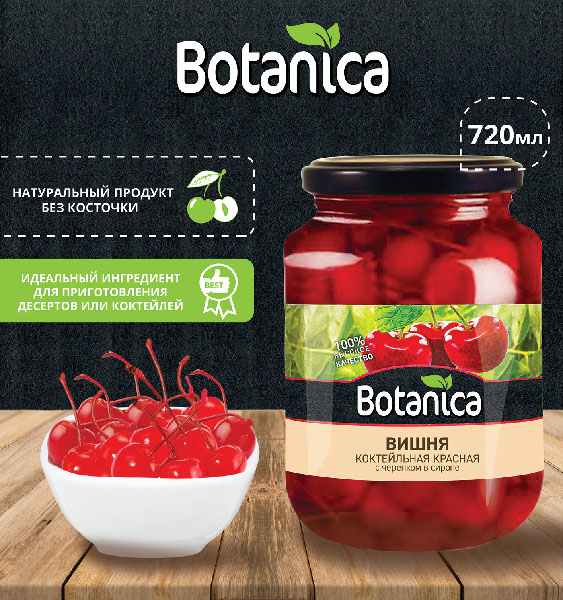 Botanica
720мл
НАТУРАЛЬНЫЙ ПРОДУКТ
БЕЗ КОСТОЧКИ
ИДЕАЛЬНЫЙ ИНГРЕДИЕНТ
ДЛЯ ПРИГОТОВЛЕНИЯ
ДЕСЕРТОВ ИЛИ КОКТЕЙЛЕЙ
BEST
100%
ВЫСОКОЕ
КАЧЕСТВО
Botanica
ВИШНЯ
КОКТЕЙЛЬНАЯ КРАСНАЯ
с черенком в сиропе